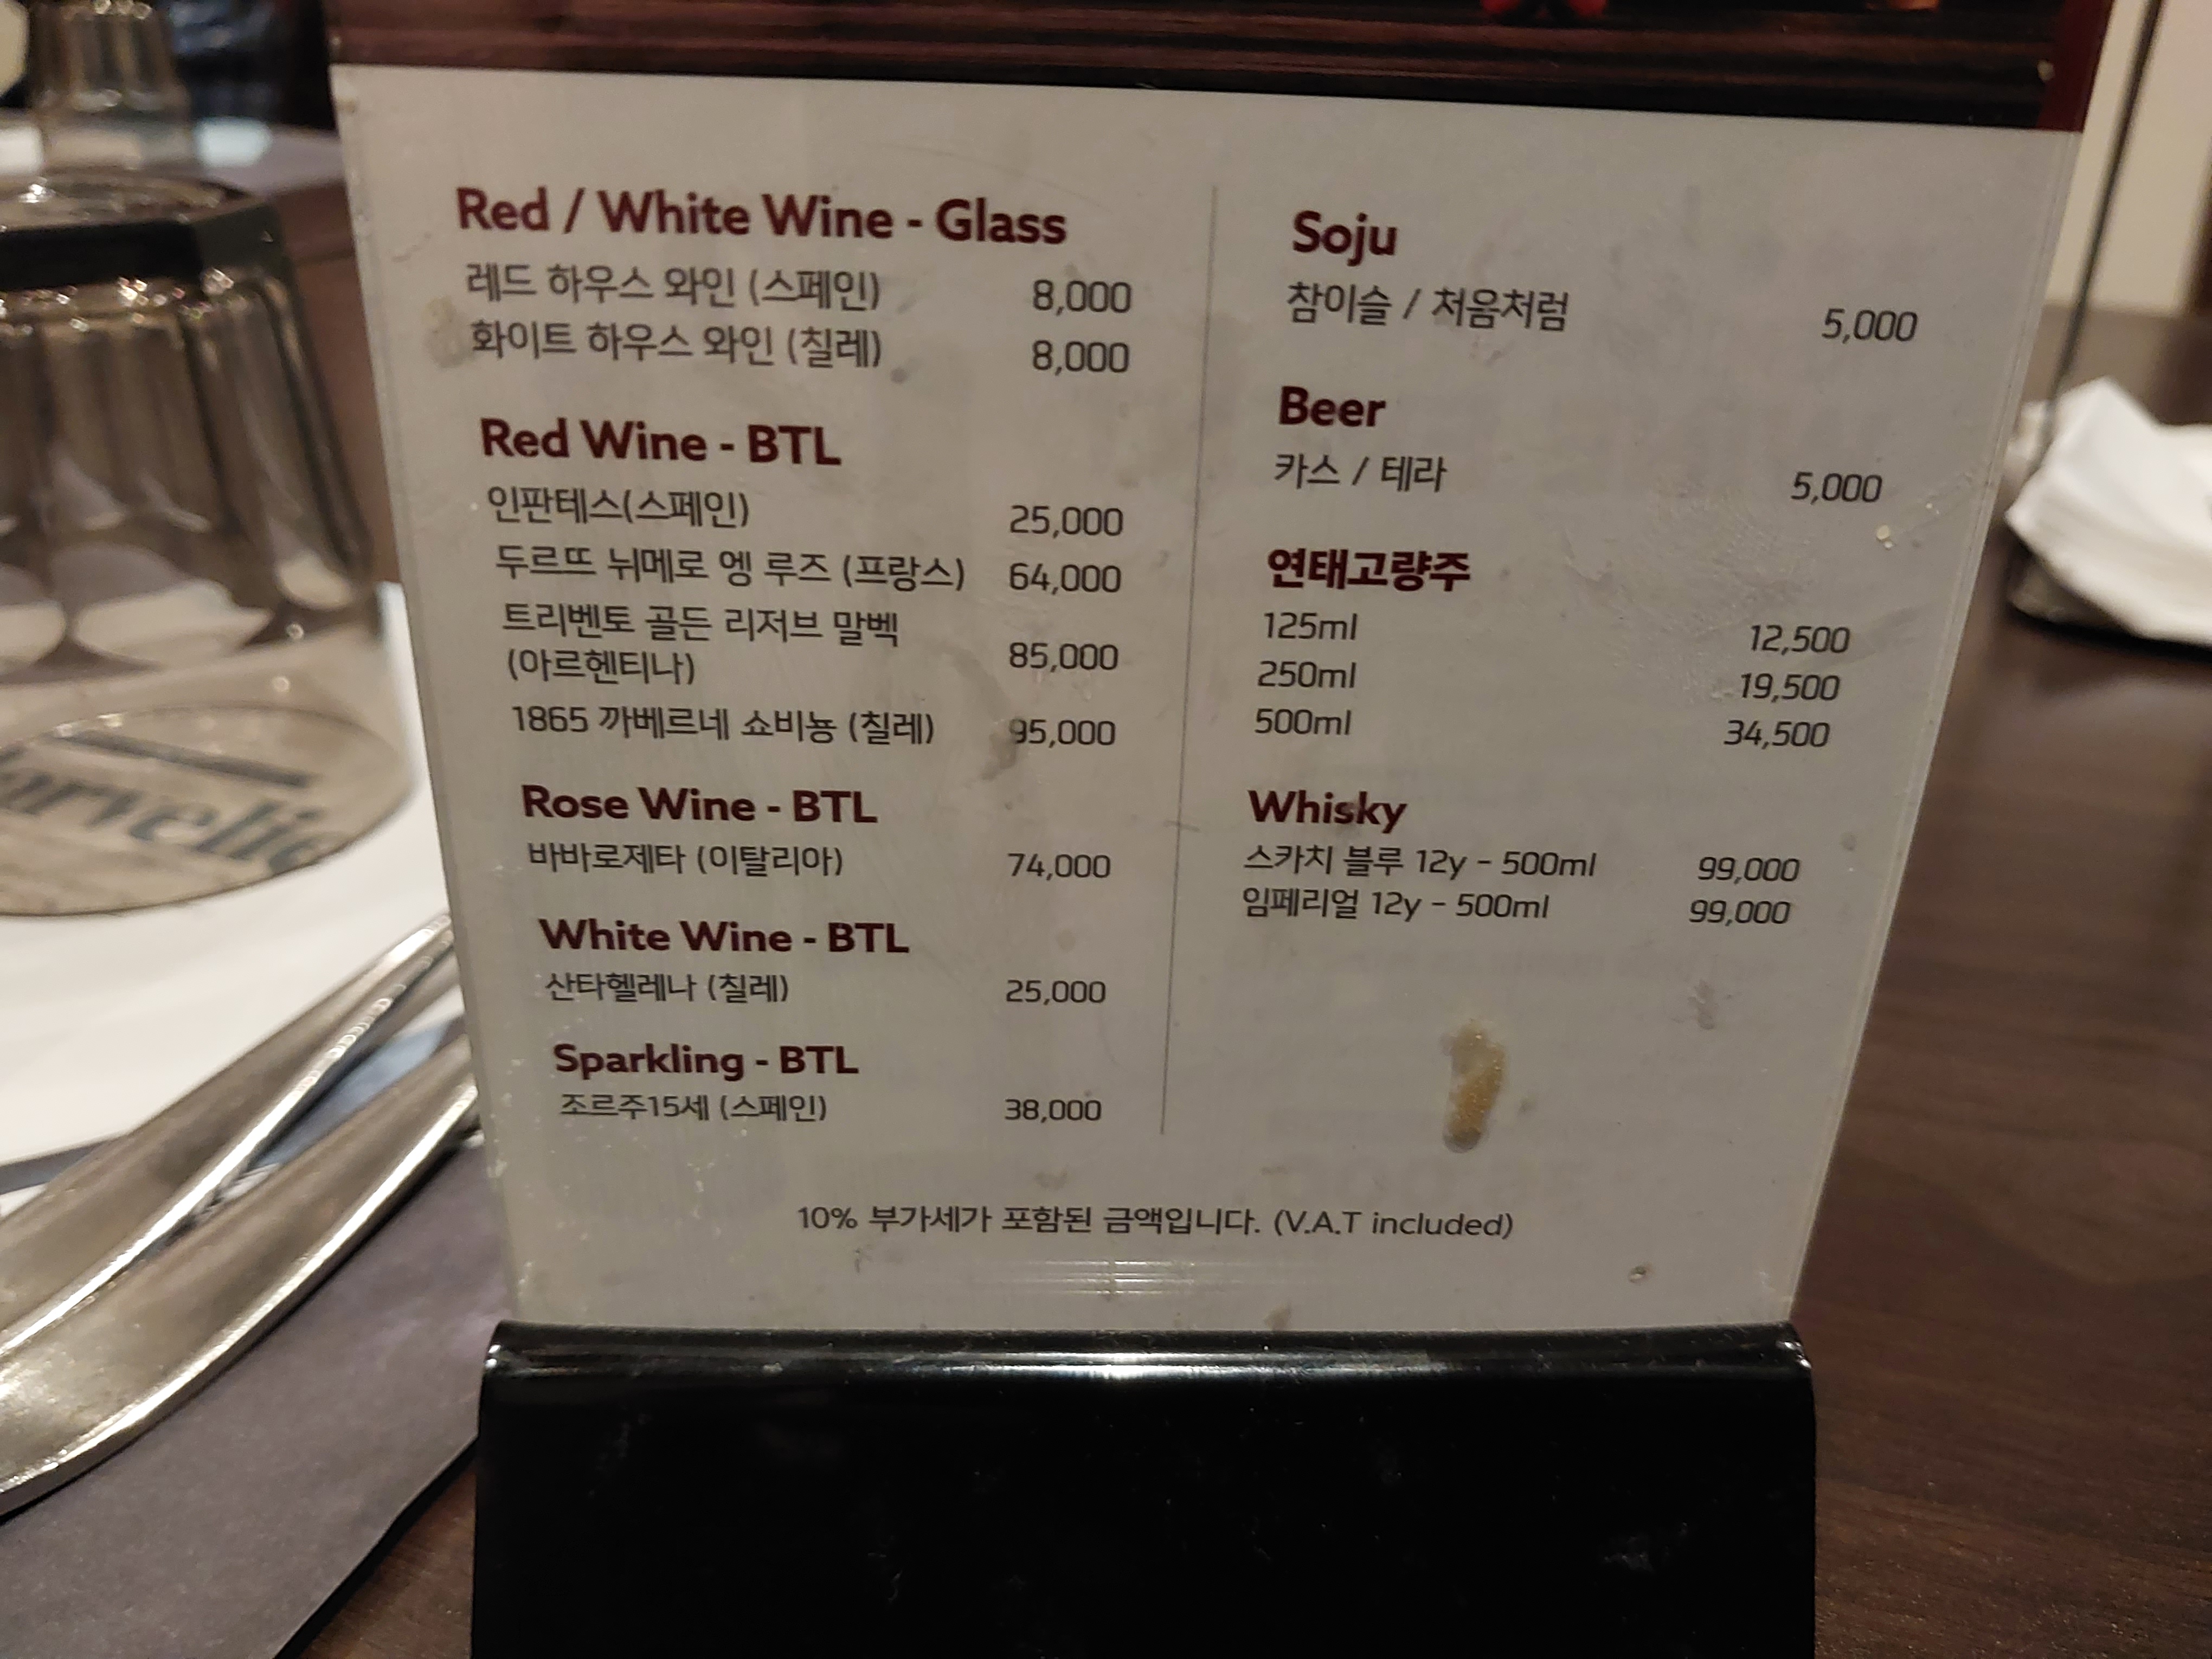 Red / White Wine - Glass
레드 하우스 와인 (스페인) 8,000
화이트 하우스 와인 (칠레) 8,000
Red Wine - BTL
인판테스(스페인) 25,000
두르뜨 뉘메로 엥 루즈 (프랑스) 64,000
트리벤토 골든 리저브 말벡
(아르헨티나) 85,000
1865 까베르네 쇼비뇽 (칠레) 95,000
Rose Wine - BTL
바바로제타 (이탈리아) 74,000
White Wine - BTL
산타헬레나 (칠레) 25,000
Sparkling - BTL
조르주15세 (스페인) 38,000
Soju
참이슬 / 처음처럼 5,000
Beer
카스 / 테라 5,000
연태고량주
125ml 12,500
250ml 19,500
500ml 34,500
Whisky
스카치 블루 12y - 500ml 99,000
임페리얼 12y - 500ml 99,000
10% 부가세가 포함된 금액입니다. (V.A.T included)